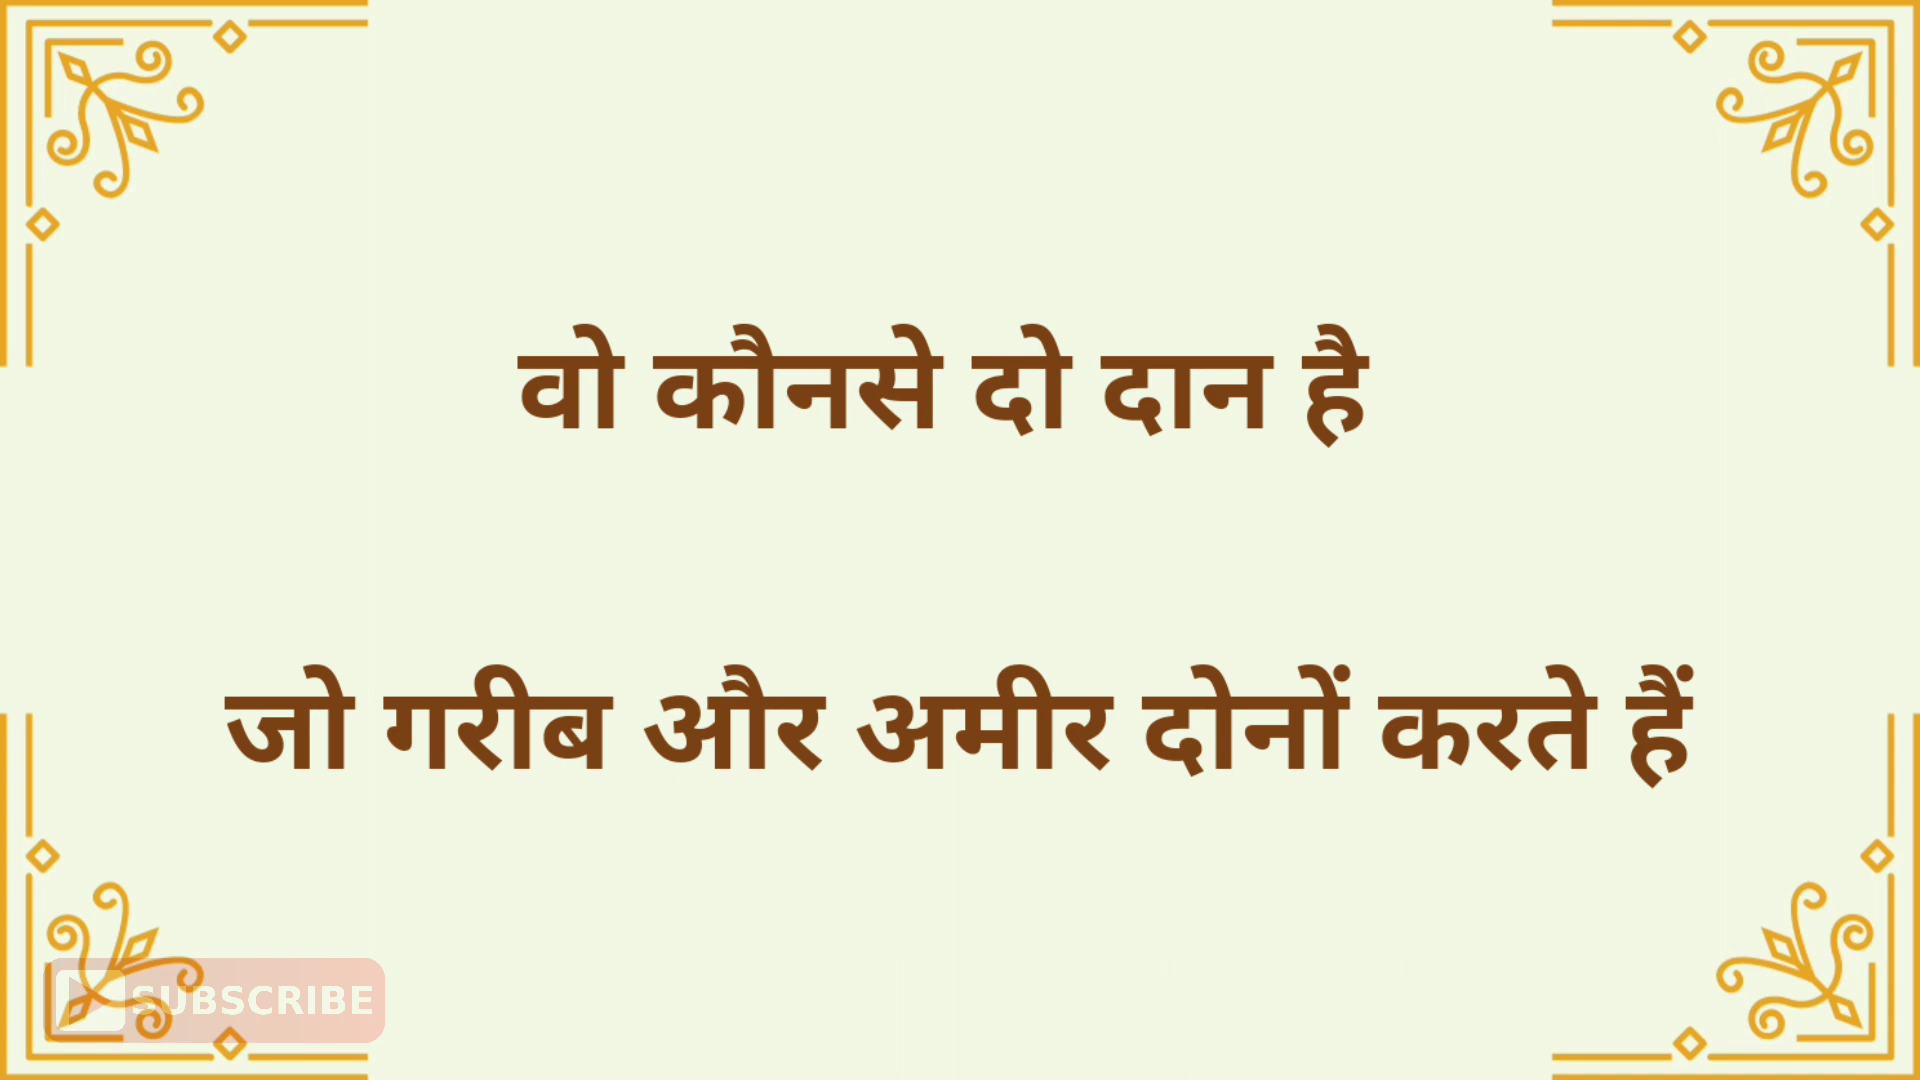 वो कौनसे दो दान है
जो गरीब और अमीर दोनों करते हैं
SUBSCRIBE